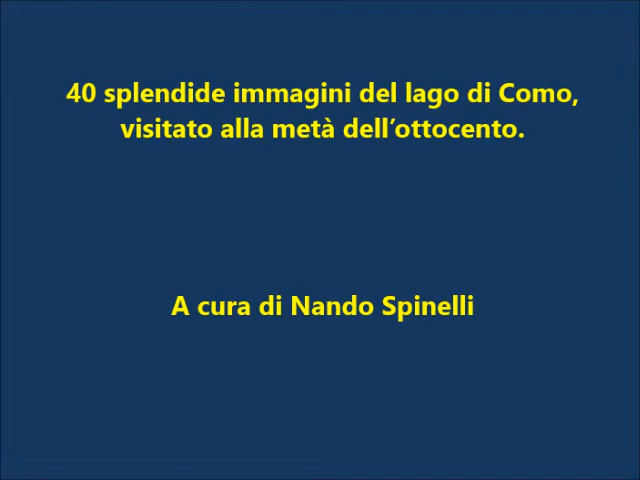 40 splendide immagini del lago di Como,
visitato alla metà dell’ottocento.
A cura di Nando Spinelli